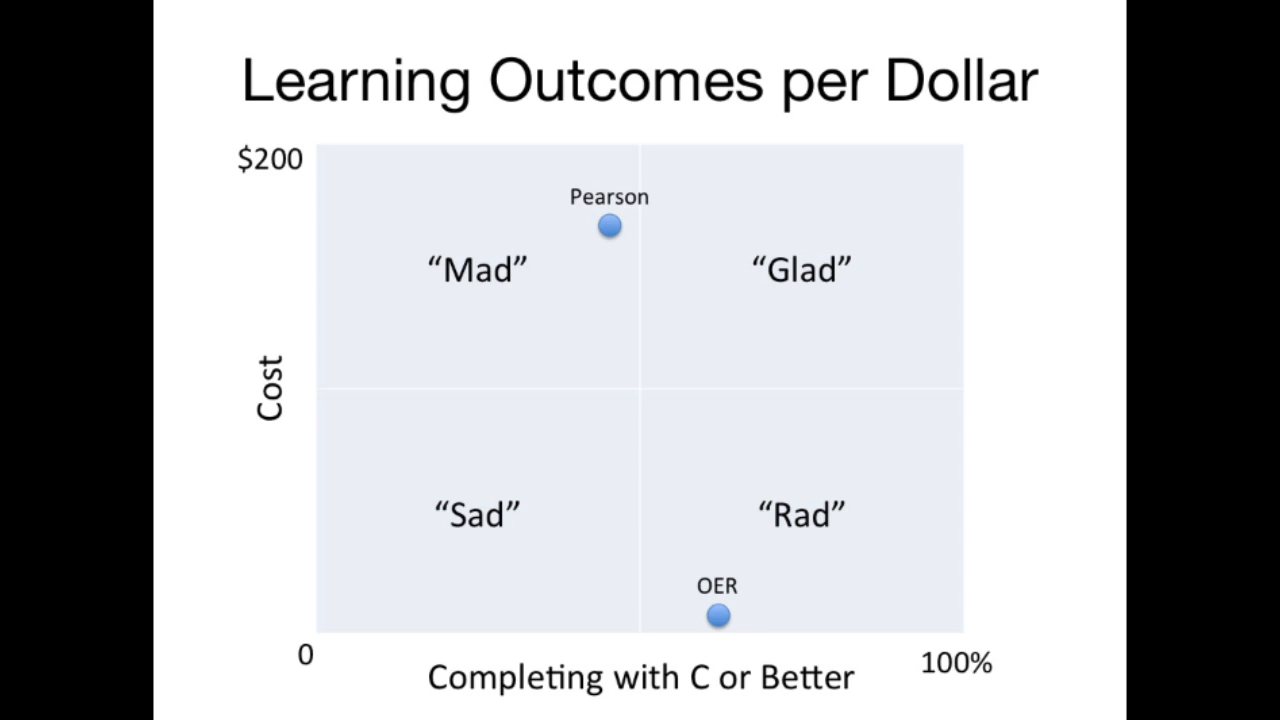 Learning Outcomes per Dollar
$200
Pearson
“Mad”
“Glad”
Cost
“Sad”
“Rad”
OER
0
100%
Completing with C or Better